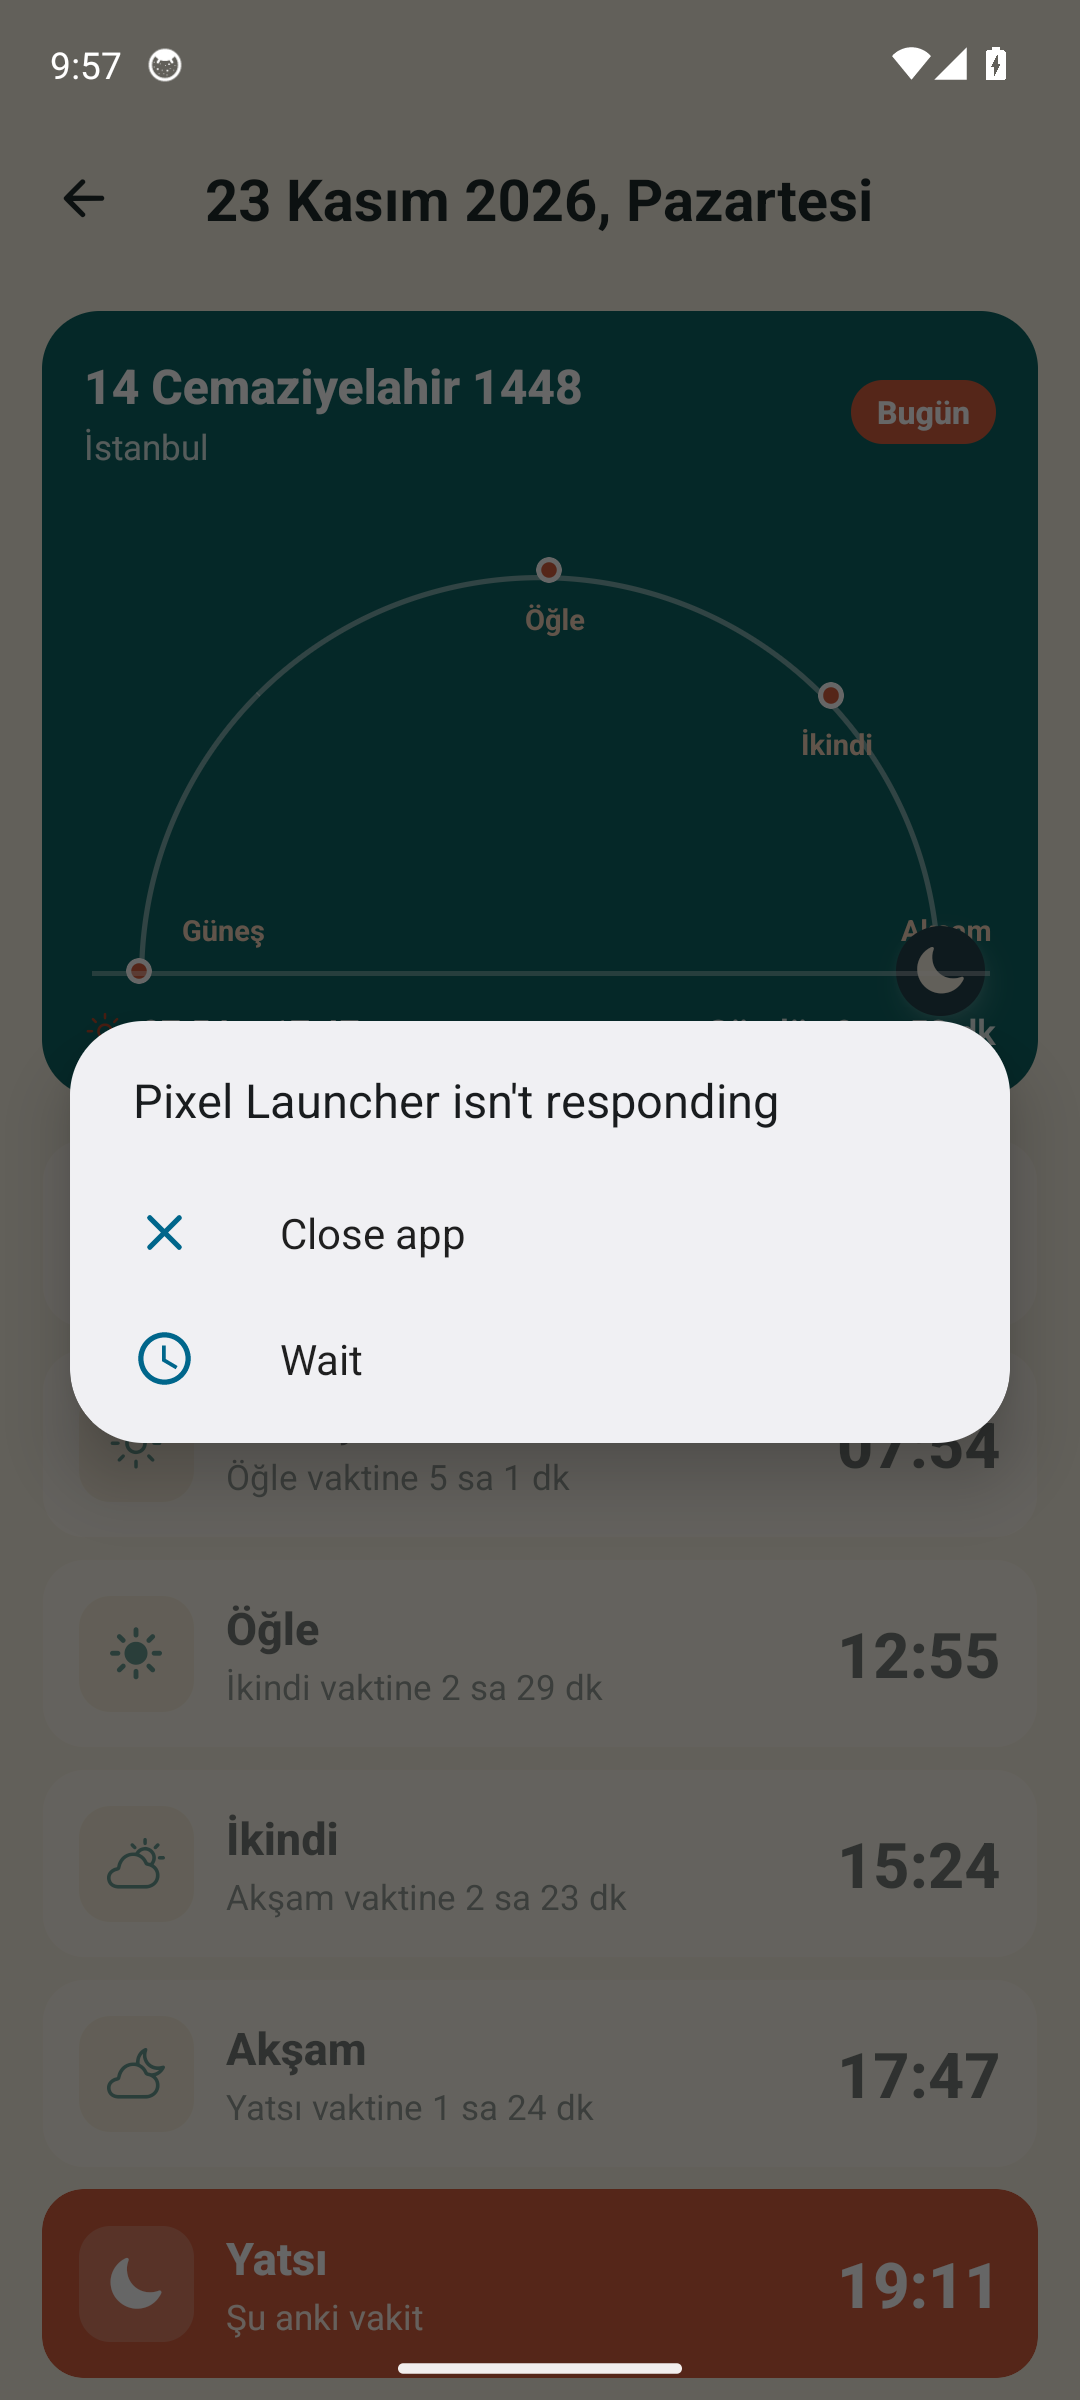 9:57
23 Kasım 2026, Pazartesi
14 Cemaziyelahir 1448
İstanbul
Bugün
Öğle
İkindi
Güneş
Pixel Launcher isn't responding
Close app
Wait
07:54
Öğle vaktine 5 sa 1 dk
Öğle
İkindi vaktine 2 sa 29 dk
12:55
İkindi
Akşam vaktine 2 sa 23 dk
15:24
Akşam
Yatsı vaktine 1 sa 24 dk
17:47
Yatsı
Şu anki vakit
19:11